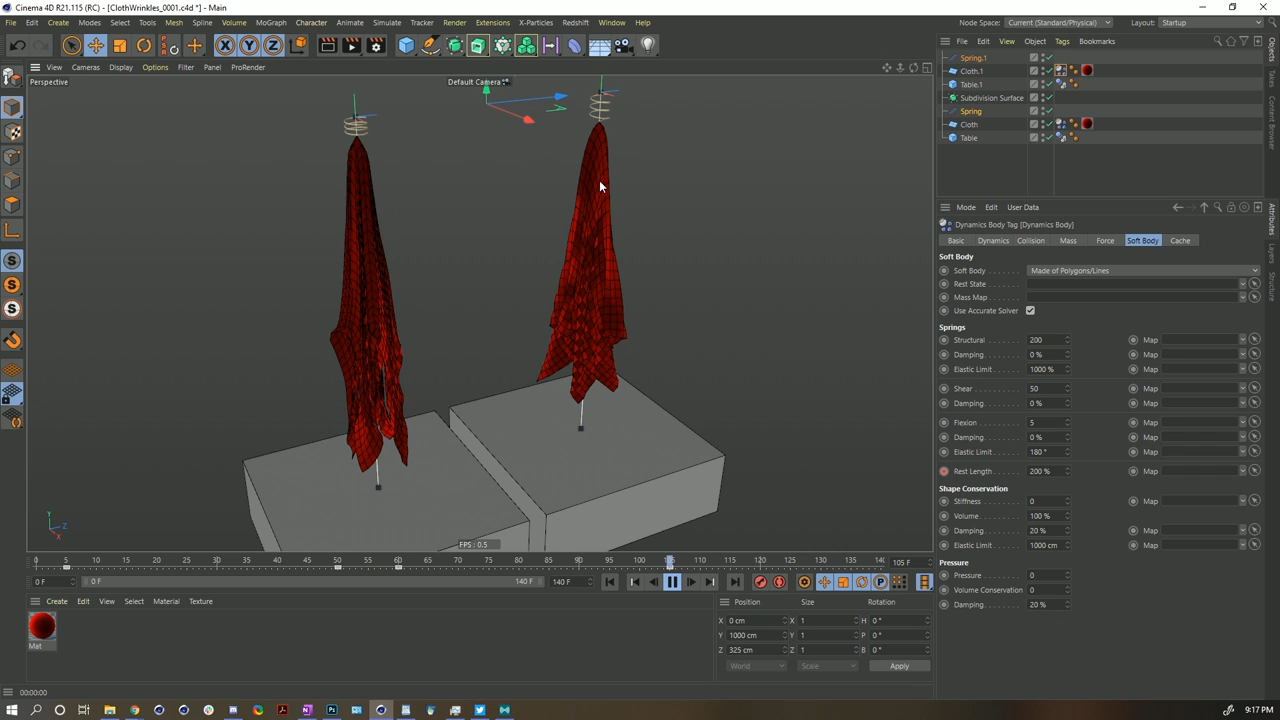 Cinema 4D R21.115 (RC) - [ClothWrinkles_0001.c4d *] - Main
File Edit Create Modes Select Tools Mesh Spline Volume MoGraph Character Animate Simulate Tracker Render Extensions X-Particles Redshift Window Help
Node Space: Current (Standard/Physical) Layout: Startup
X Y Z
View Cameras Display Options Filter Panel ProRender
Perspective
Default Camera
File Edit View Object Tags Bookmarks
Spring.1
Cloth.1
Table.1
Subdivision Surface
Spring
Cloth
Table
Objects
Takes
Content Browser
Attributes
Layers
Structure
Mode Edit User Data
Dynamics Body Tag [Dynamics Body]
Basic Dynamics Collision Mass Force Soft Body Cache
Soft Body
Soft Body . . . . . . . Made of Polygons/Lines
Rest State . . . . . . .
Mass Map . . . . . . .
Use Accurate Solver
Springs
Structural . . . . . . 200 Map
Damping. . . . . . . 0 % Map
Elastic Limit . . . . . 1000 % Map
Shear . . . . . . . . . 50 Map
Damping. . . . . . . 0 % Map
Flexion . . . . . . . . 5 Map
Damping. . . . . . . 0 % Map
Elastic Limit . . . . . 180 ° Map
Rest Length . . . . . 200 % Map
Shape Conservation
Stiffness . . . . . . . 0 Map
Volume. . . . . . . . 100 %
Damping. . . . . . . 20 % Map
Elastic Limit . . . . . 1000 cm Map
Pressure
Pressure . . . . . . . 0
Volume Conservation 0
Damping. . . . . . . 20 %
Y
Z
X
FPS : 0.5
0 5 10 15 20 25 30 35 40 45 50 55 60 65 70 75 80 85 90 95 100 105 110 115 120 125 130 135 140 105 F
0 F 0 F 140 F 140 F
Create Edit View Select Material Texture
Mat
Position Size Rotation
X 0 cm X 1 H 0 °
Y 1000 cm Y 1 P 0 °
Z 325 cm Z 1 B 0 °
World Scale Apply
00:00:00
9:17 PM